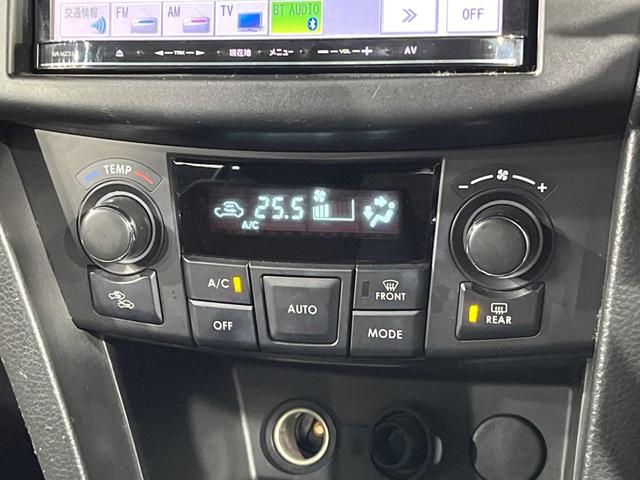 交通情報 FM AM TV BT AUDIO OFF
TRK 現在地 メニュー VOL AV
TEMP
25.5
A/C
A/C AUTO FRONT
OFF MODE REAR